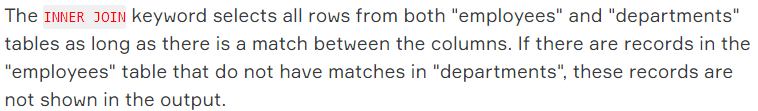 The INNER JOIN keyword selects all rows from both "employees" and "departments"
tables as long as there is a match between the columns. If there are records in the
"employees" table that do not have matches in "departments", these records are
not shown in the output.